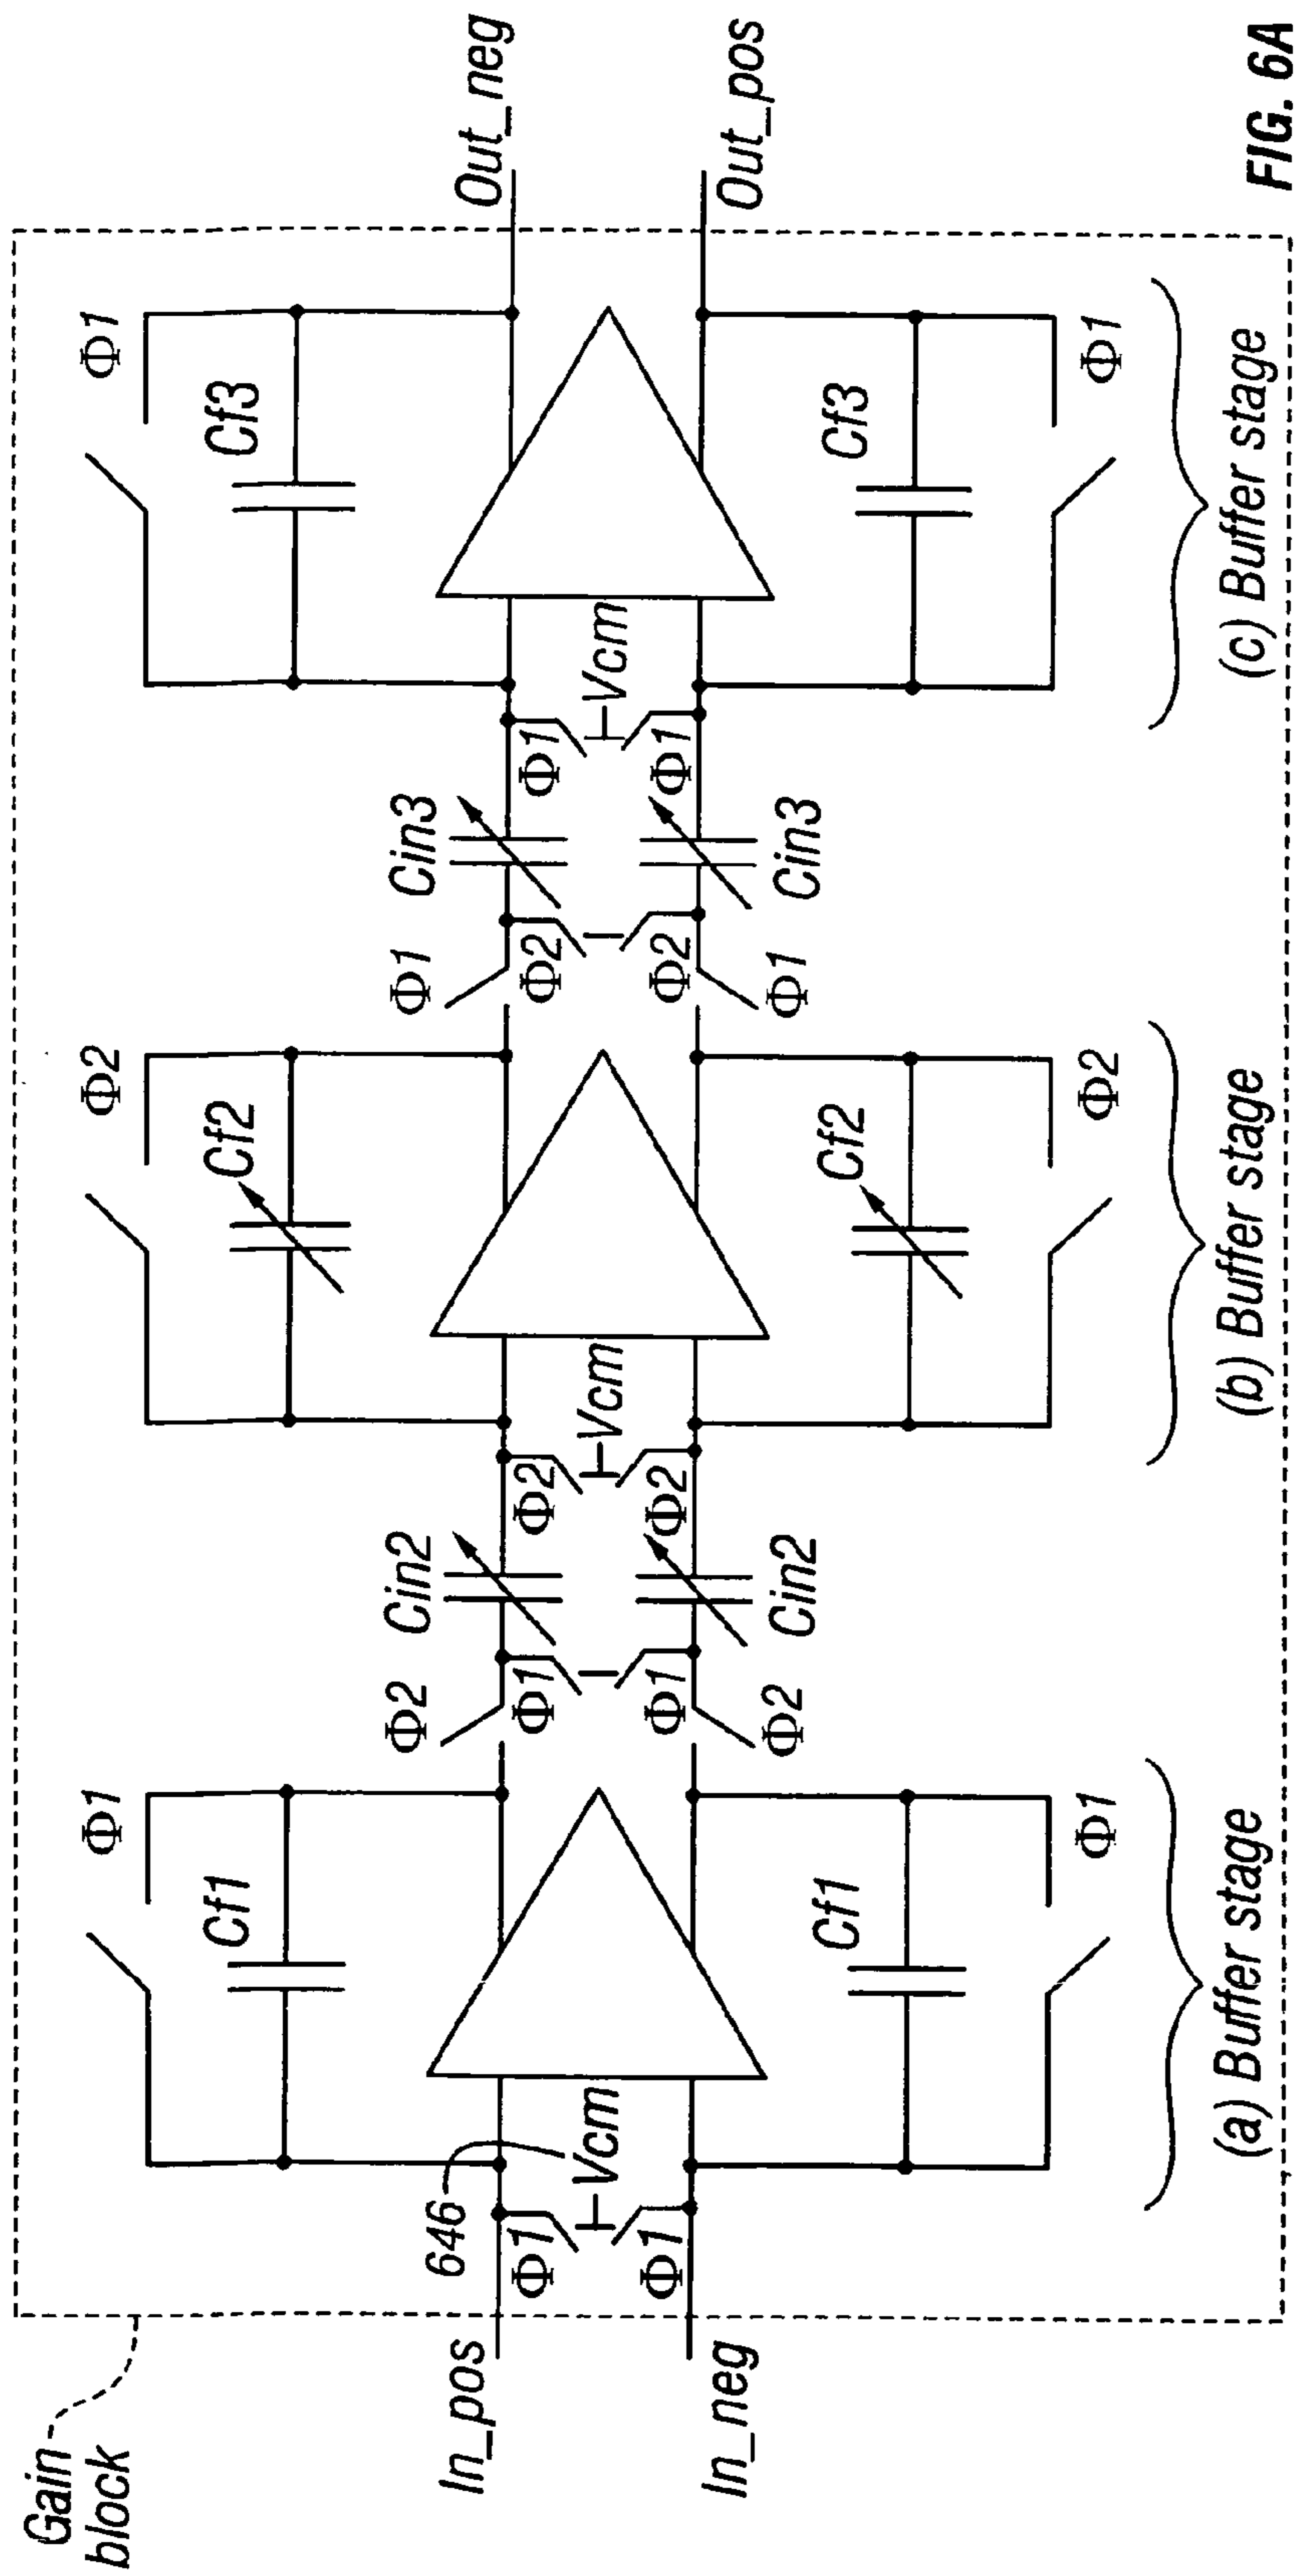 Gain
block
Φ1
Φ2
Φ1
Cf1
Cf2
Cf3
Φ2
Cin2
Φ1
Cin3
646
In_pos
Out_neg
Φ1
Φ1
Φ2
Φ2
Φ1
Vcm
Vcm
Vcm
Φ1
Φ1
Φ2
Φ2
Φ1
In_neg
Out_pos
Φ2
Cin2
Φ1
Cin3
Cf1
Cf2
Cf3
Φ1
Φ2
Φ1
(a) Buffer stage
(b) Buffer stage
(c) Buffer stage
FIG. 6A